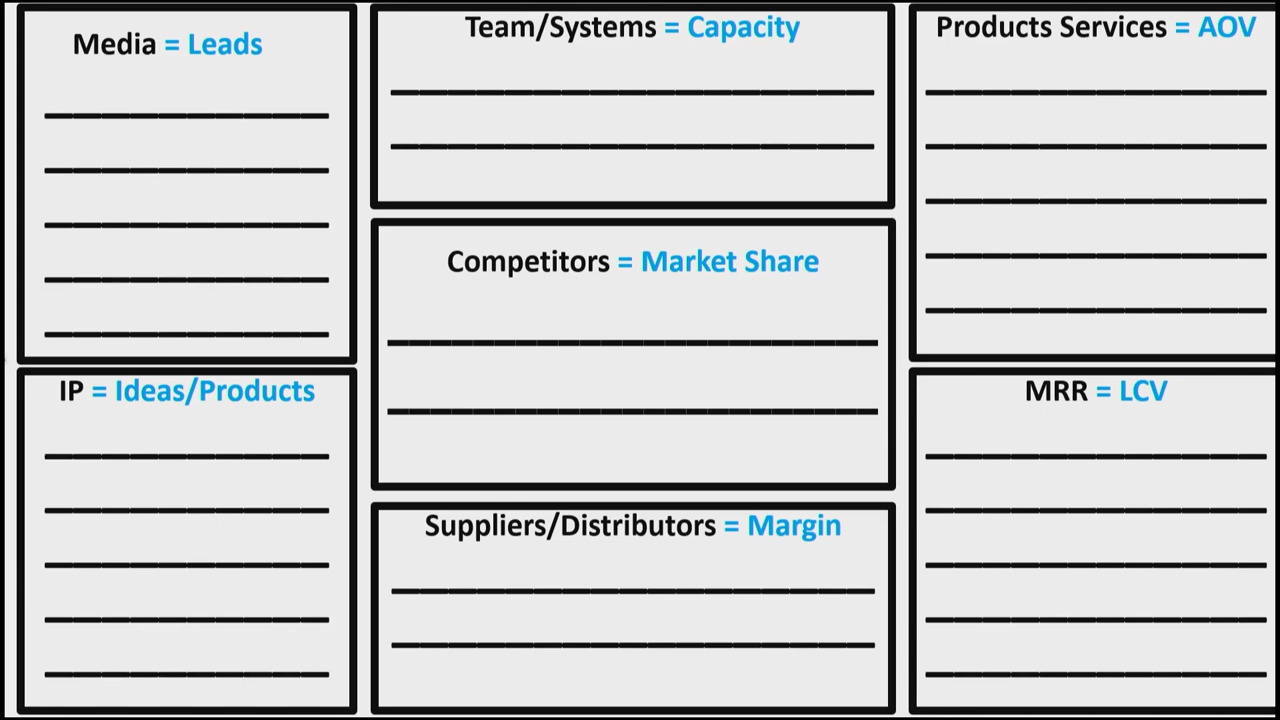 Media = Leads
Team/Systems = Capacity
Products Services = AOV
Competitors = Market Share
IP = Ideas/Products
MRR = LCV
Suppliers/Distributors = Margin